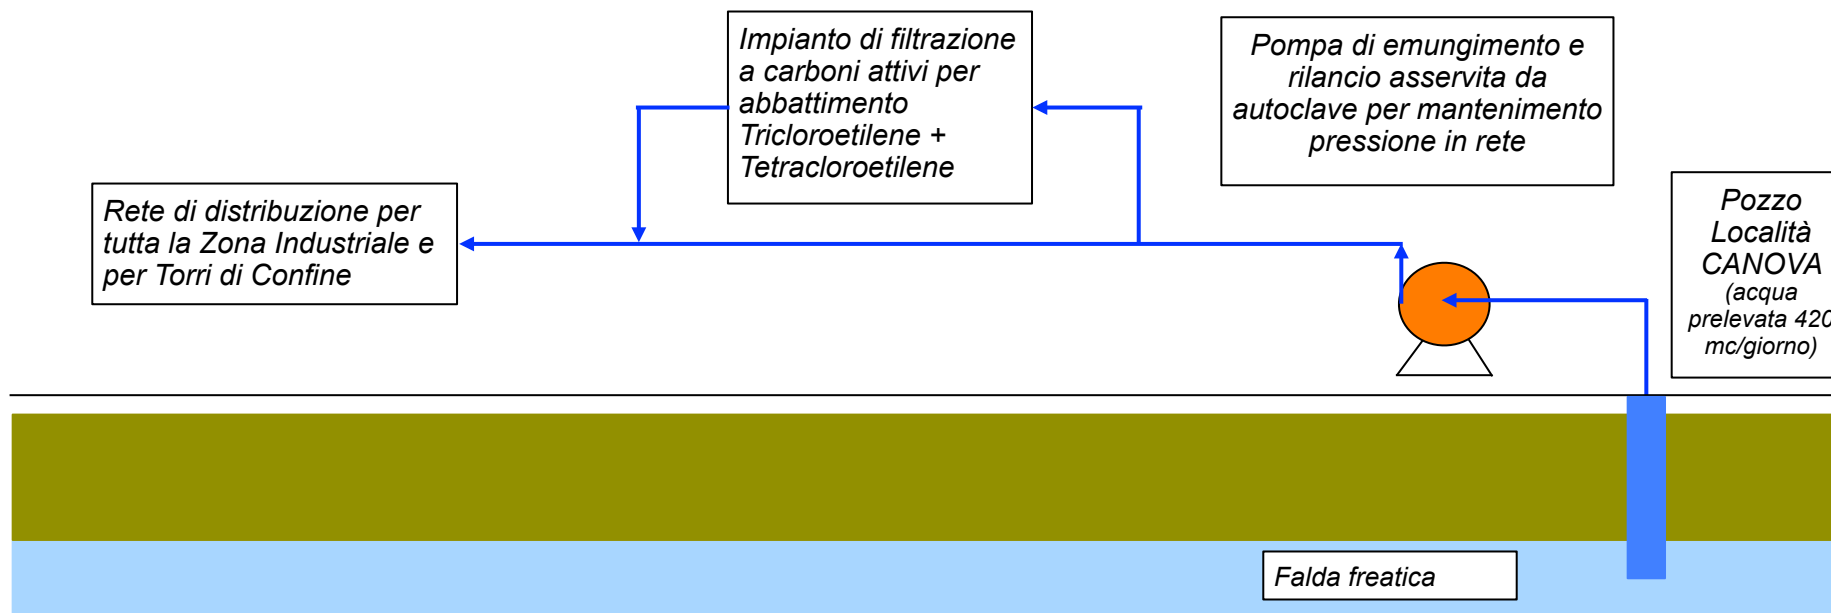 Impianto di filtrazione
a carboni attivi per
abbattimento
Tricloroetilene +
Tetracloroetilene
Pompa di emungimento e
rilancio asservita da
autoclave per mantenimento
pressione in rete
Rete di distribuzione per
tutta la Zona Industriale e
per Torri di Confine
Pozzo
Località
CANOVA
(acqua
prelevata 420
mc/giorno)
Falda freatica